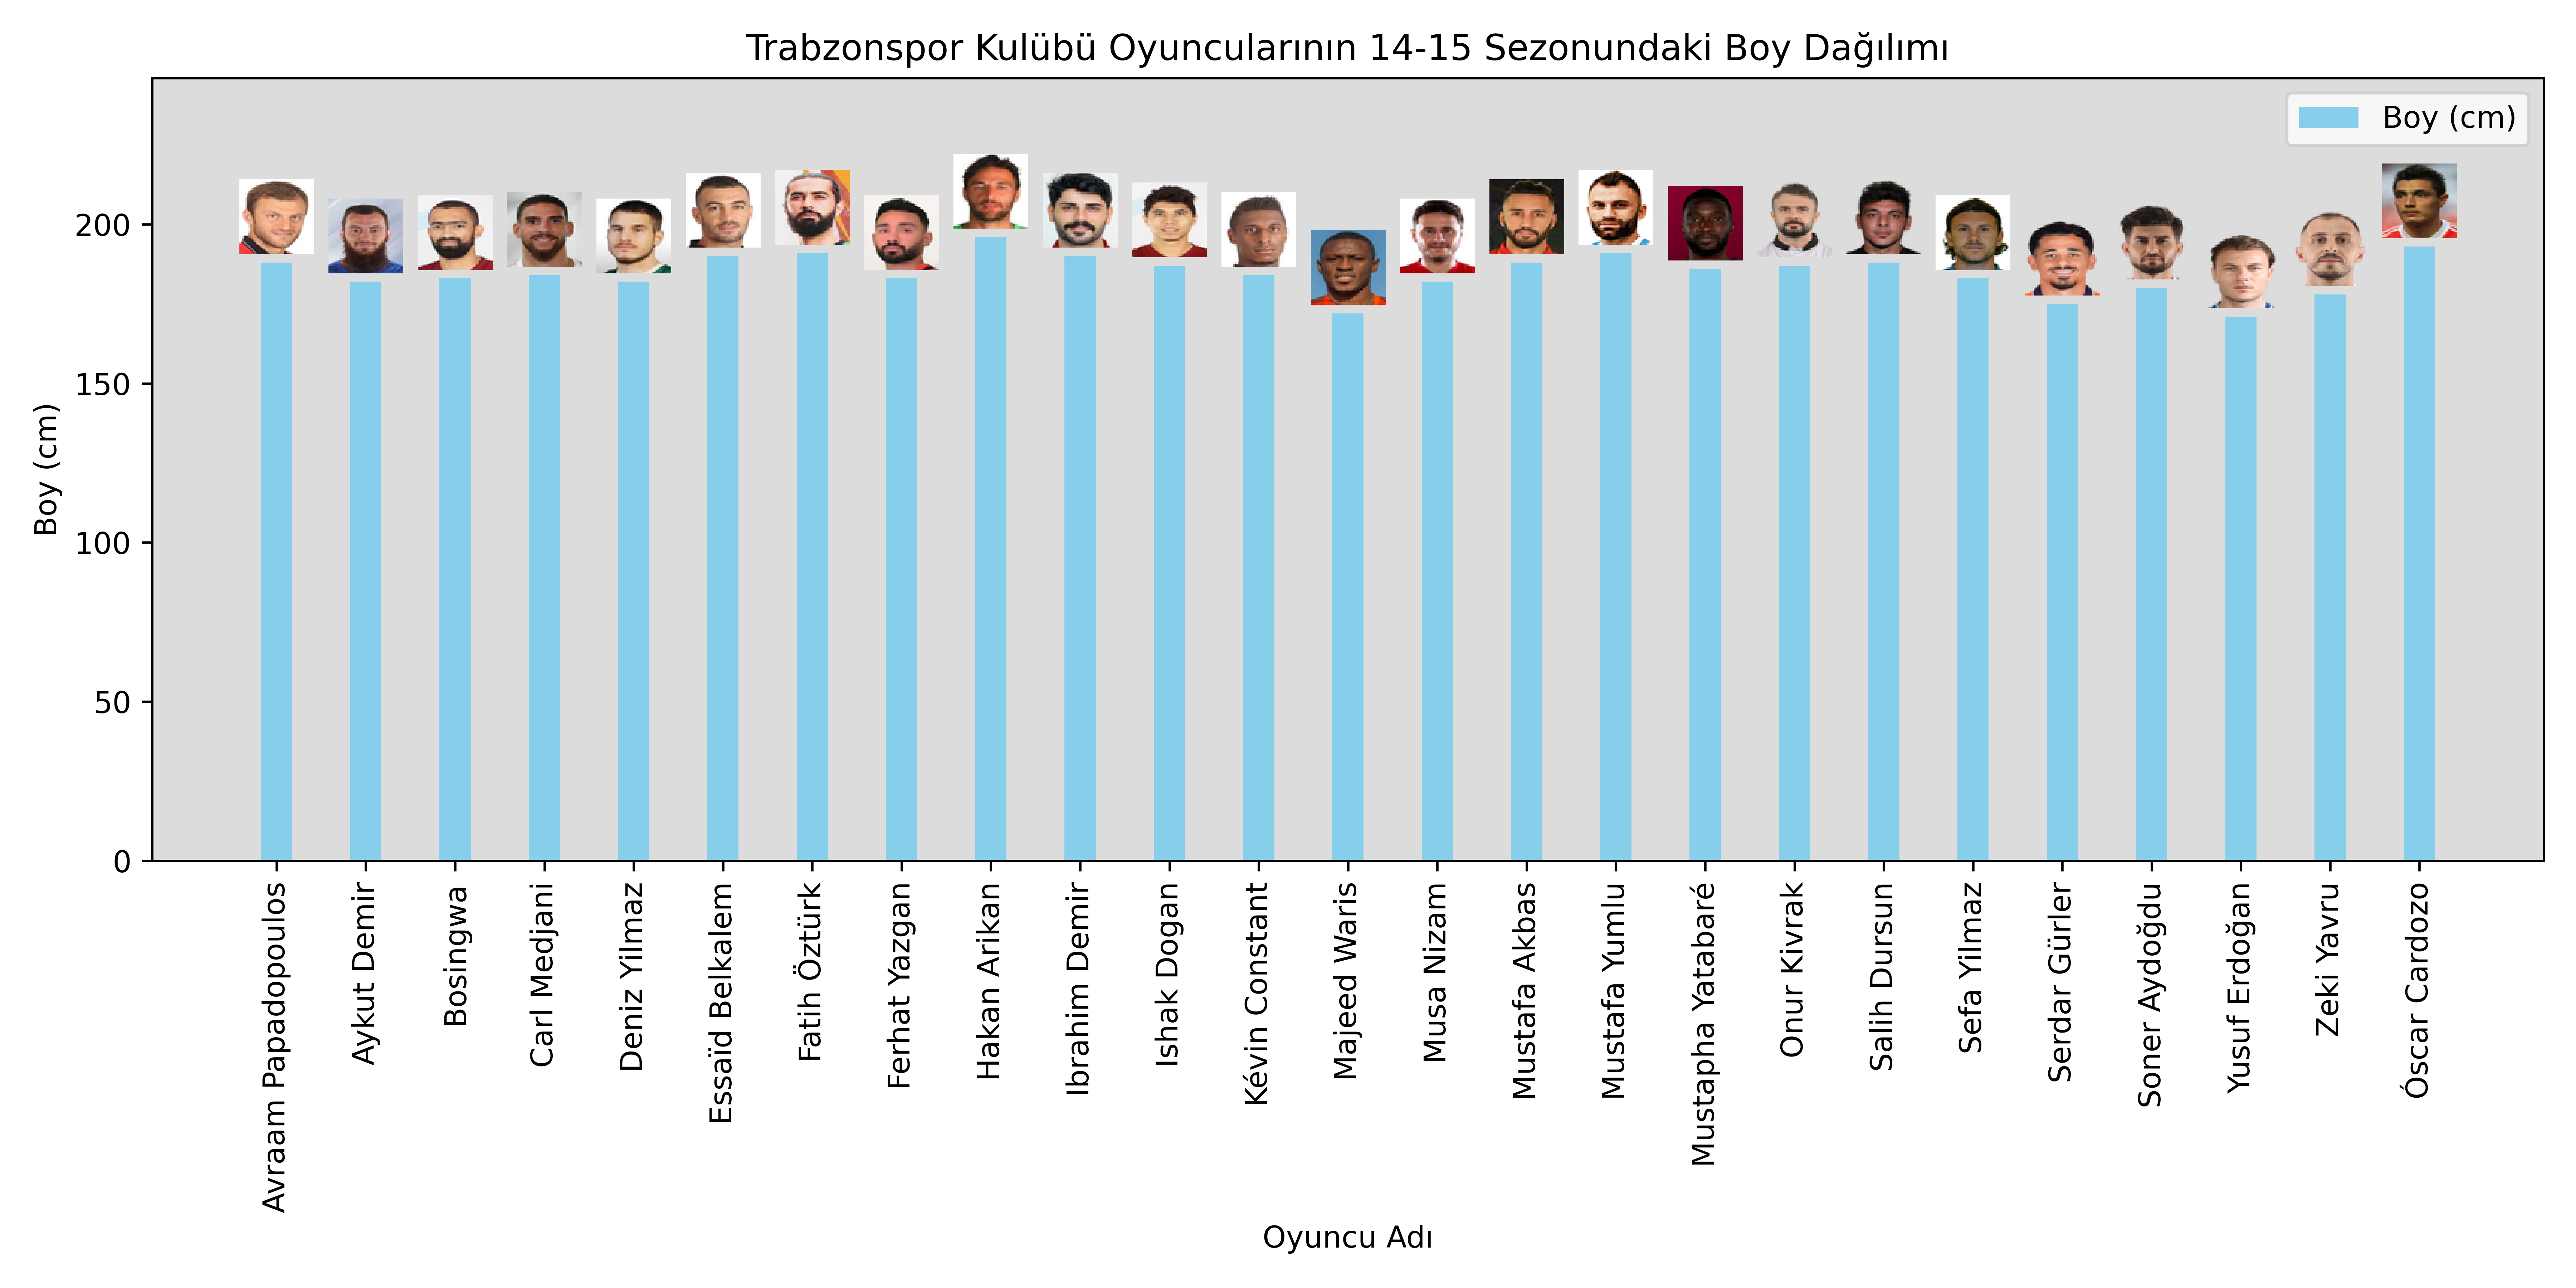 Trabzonspor Kulübü Oyuncularının 14-15 Sezonundaki Boy Dağılımı
Boy (cm)
Boy (cm)
200
150
100
50
0
Avraam Papadopoulos
Aykut Demir
Bosingwa
Carl Medjani
Deniz Yilmaz
Essaïd Belkalem
Fatih Öztürk
Ferhat Yazgan
Hakan Arikan
Ibrahim Demir
Ishak Dogan
Kévin Constant
Majeed Waris
Musa Nizam
Mustafa Akbas
Mustafa Yumlu
Mustapha Yatabaré
Onur Kivrak
Salih Dursun
Sefa Yilmaz
Serdar Gürler
Soner Aydoğdu
Yusuf Erdoğan
Zeki Yavru
Óscar Cardozo
Oyuncu Adı